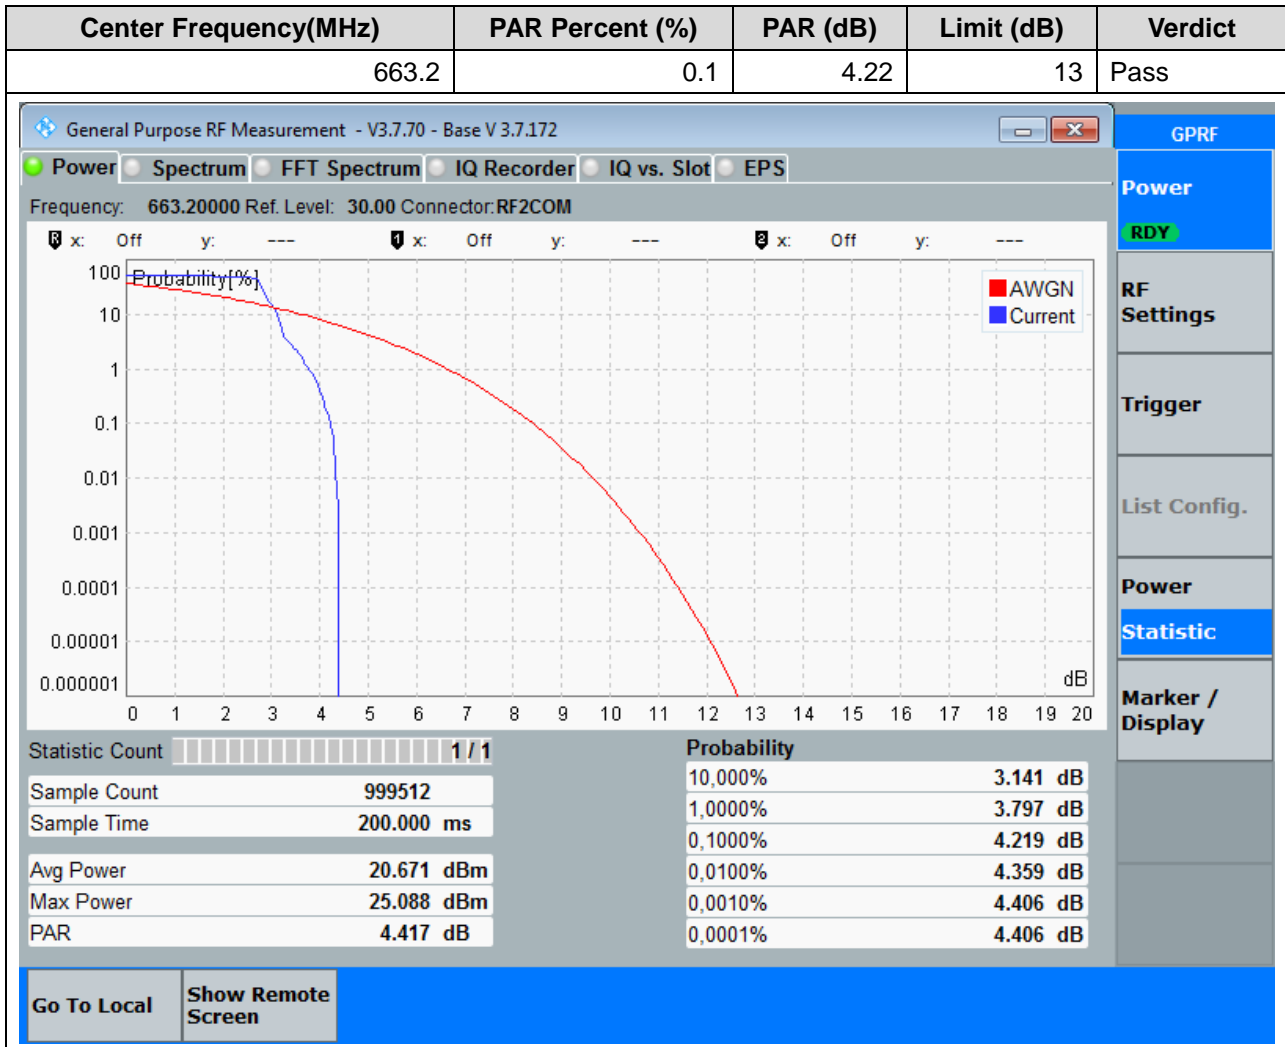 Center Frequency(MHz) PAR Percent (%) PAR (dB) Limit (dB) Verdict
663.2 0.1 4.22 13 Pass
General Purpose RF Measurement - V3.7.70 - Base V 3.7.172
GPRF
Power Spectrum FFT Spectrum IQ Recorder IQ vs. Slot EPS
Frequency: 663.20000 Ref. Level: 30.00 Connector:RF2COM
R x: Off y: --- 1 x: Off y: --- 2 x: Off y: ---
Probability[%]
AWGN
Current
100
10
1
0.1
0.01
0.001
0.0001
0.00001
0.000001
dB
0 1 2 3 4 5 6 7 8 9 10 11 12 13 14 15 16 17 18 19 20
Statistic Count 1 / 1
Sample Count 999512
Sample Time 200.000 ms
Avg Power 20.671 dBm
Max Power 25.088 dBm
PAR 4.417 dB
Probability
10,000% 3.141 dB
1,0000% 3.797 dB
0,1000% 4.219 dB
0,0100% 4.359 dB
0,0010% 4.406 dB
0,0001% 4.406 dB
Power
RDY
RF
Settings
Trigger
List Config.
Power
Statistic
Marker /
Display
Go To Local
Show Remote
Screen